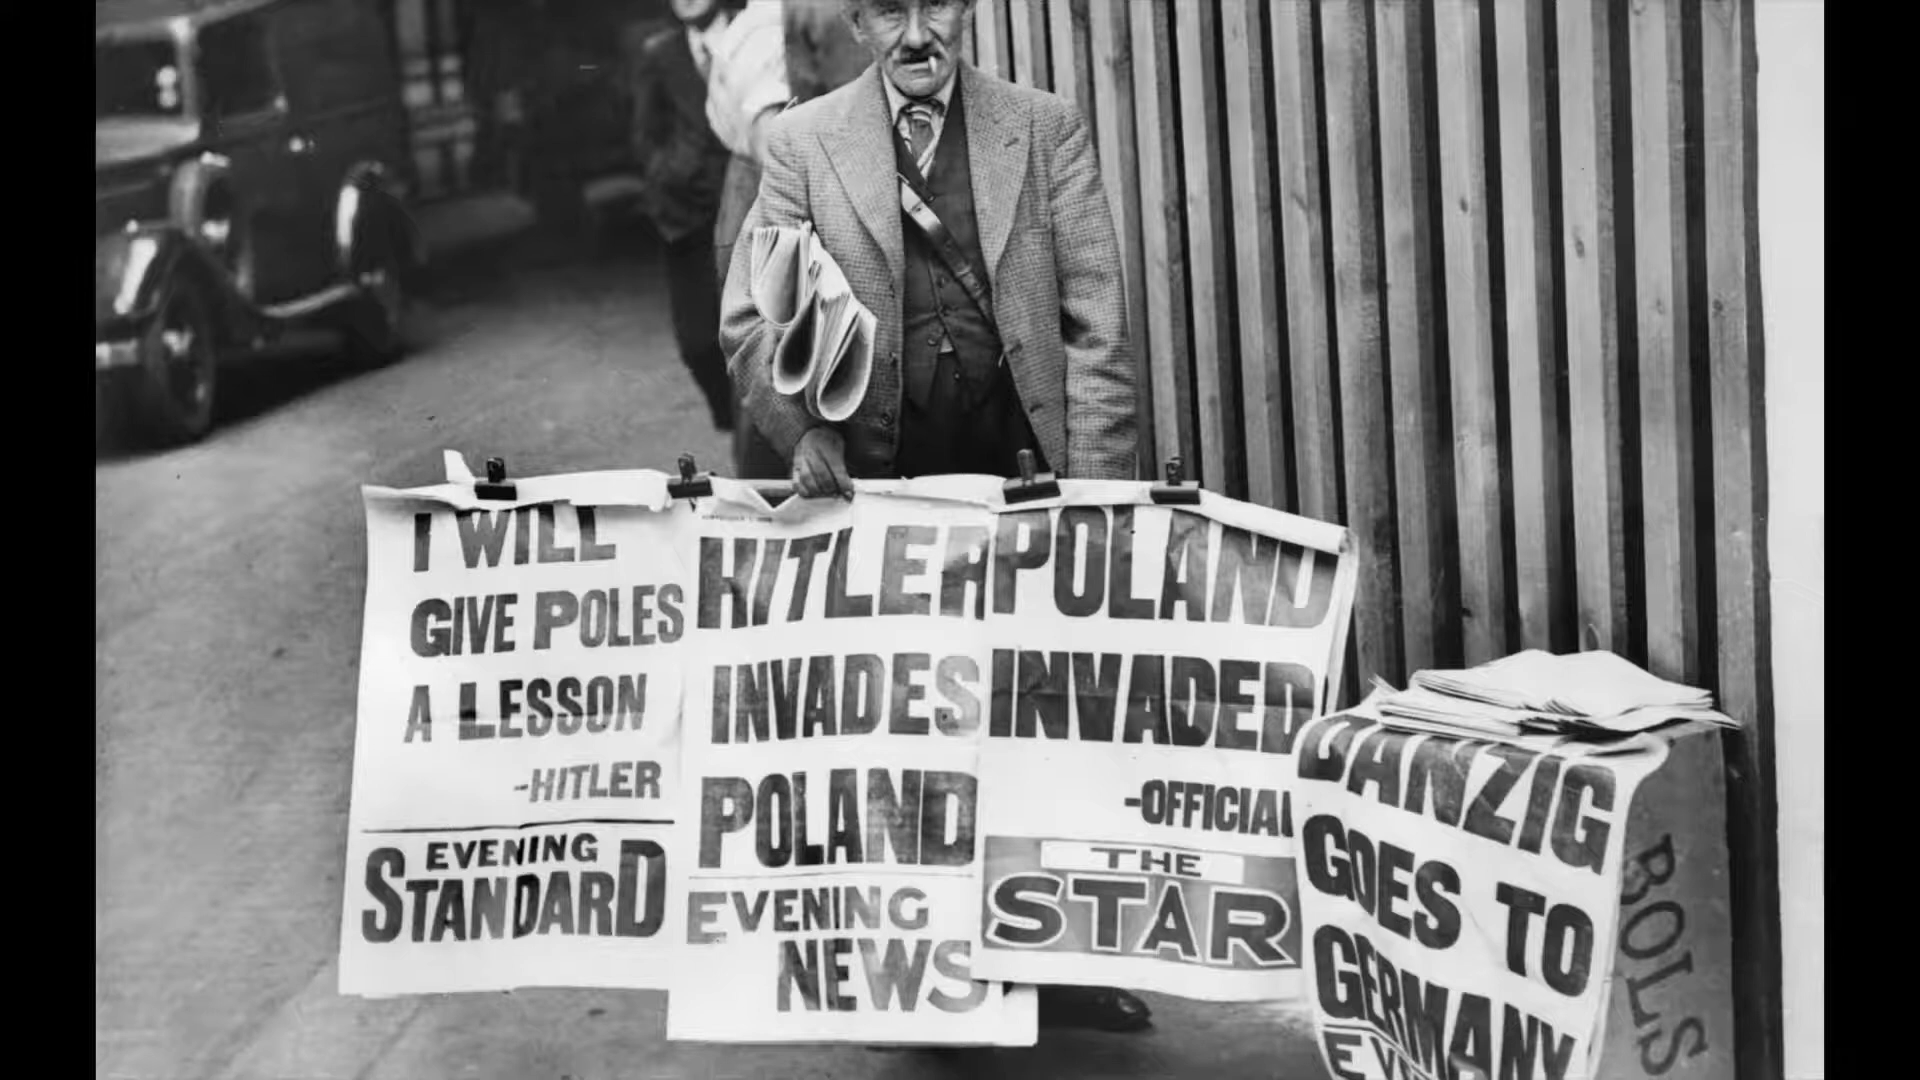 I WILL
GIVE POLES
A LESSON
-HITLER
EVENING
STANDARD
HITLER
INVADES
POLAND
EVENING
NEWS
POLAND
INVADED
-OFFICIAL
THE
STAR
DANZIG
GOES TO
GERMANY
BOLS